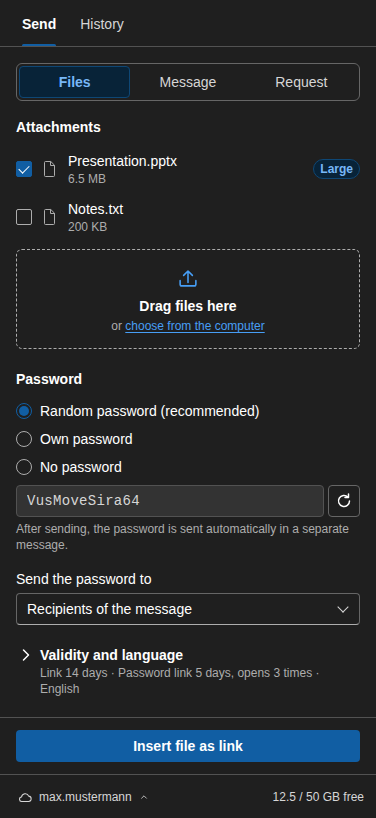 Send History
Files Message Request
Attachments
Presentation.pptx
6.5 MB
Large
Notes.txt
200 KB
Drag files here
or choose from the computer
Password
Random password (recommended)
Own password
No password
VusMoveSira64
After sending, the password is sent automatically in a separate
message.
Send the password to
Recipients of the message
Validity and language
Link 14 days · Password link 5 days, opens 3 times ·
English
Insert file as link
max.mustermann 12.5 / 50 GB free